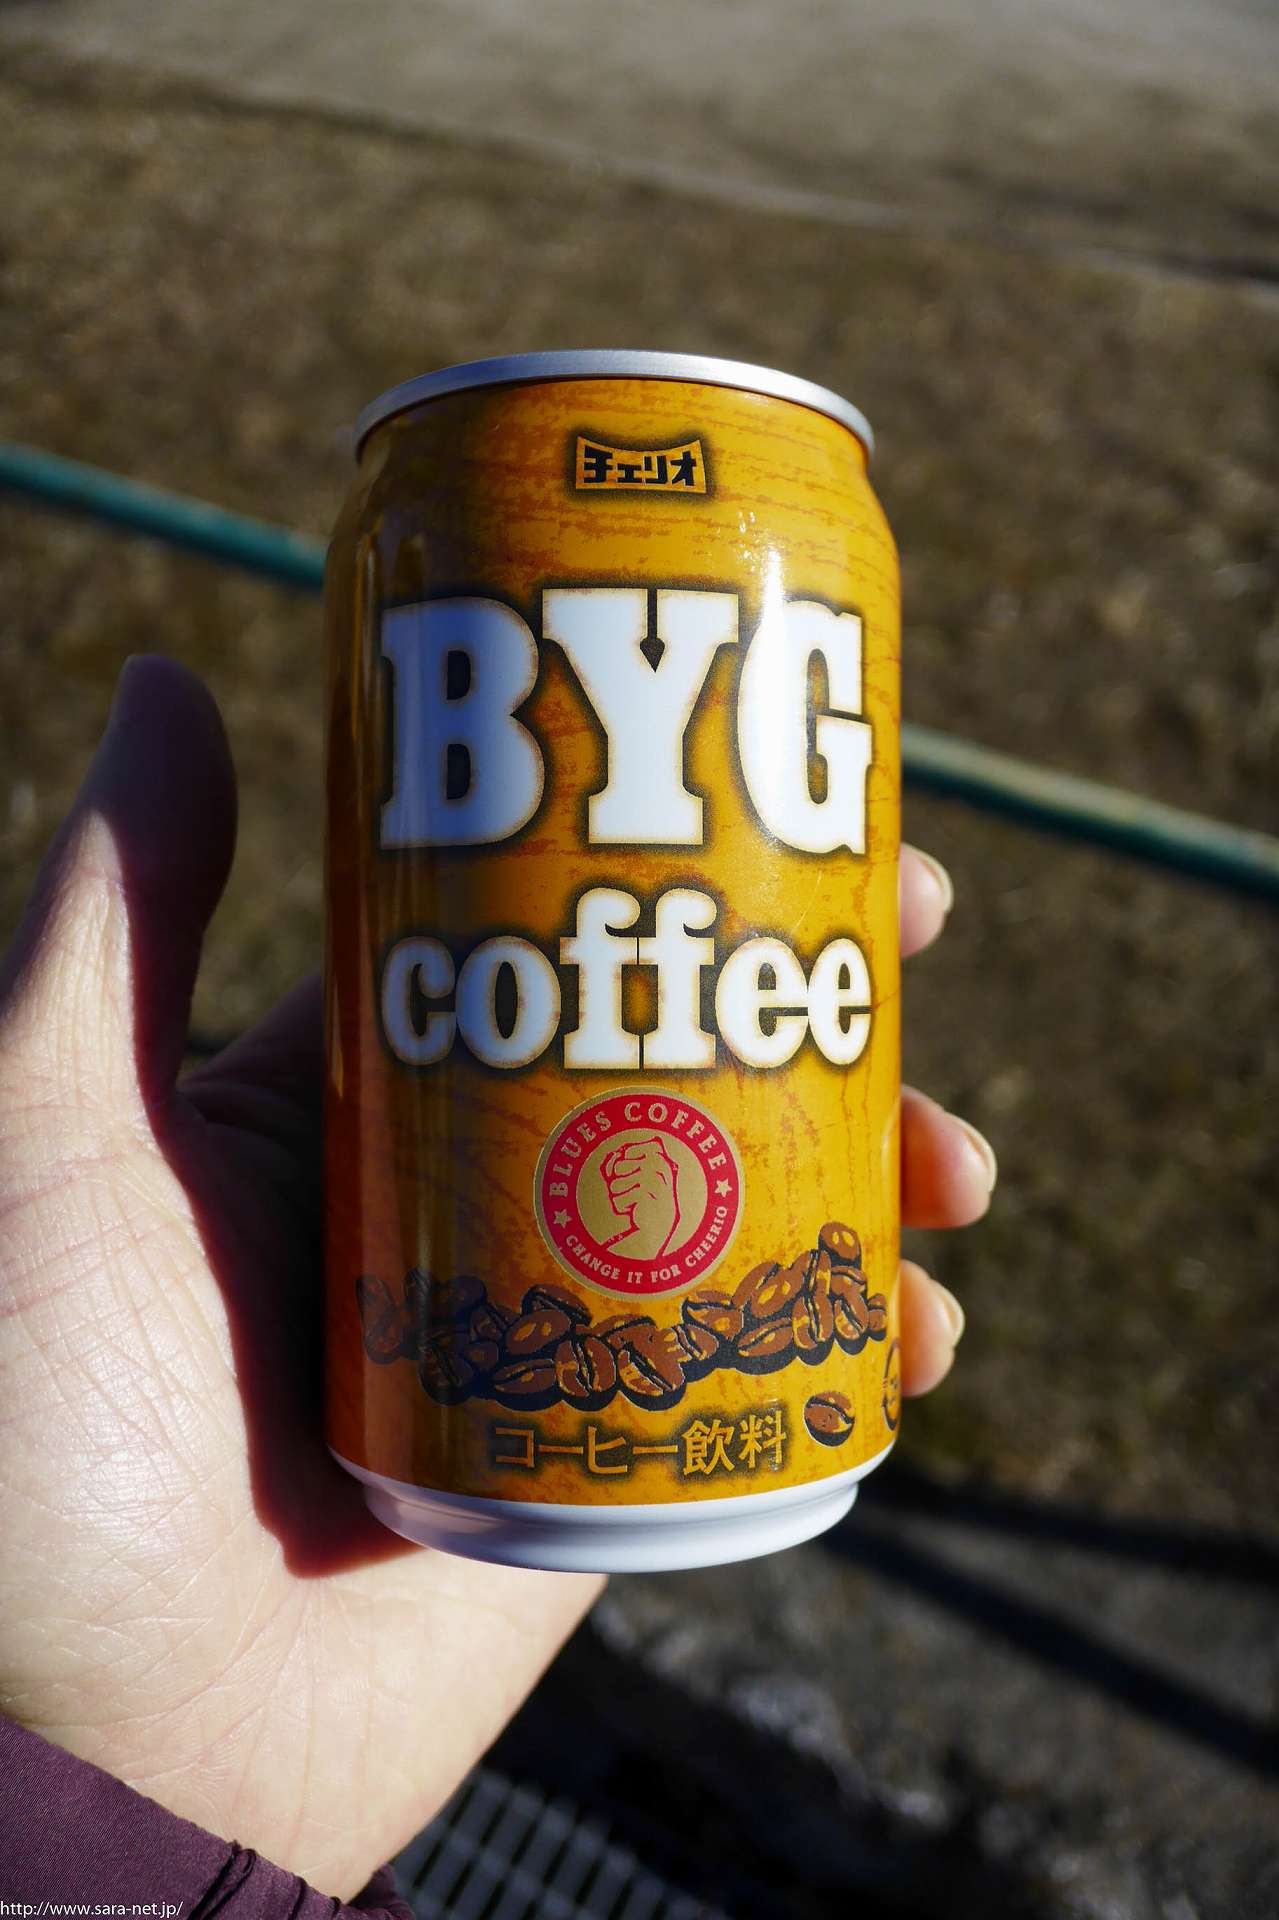 チェリオ
BYG
coffee
BLUES COFFEE
CHANGE IT FOR CHEERIO
コーヒー飲料
http://www.sara-net.jp/